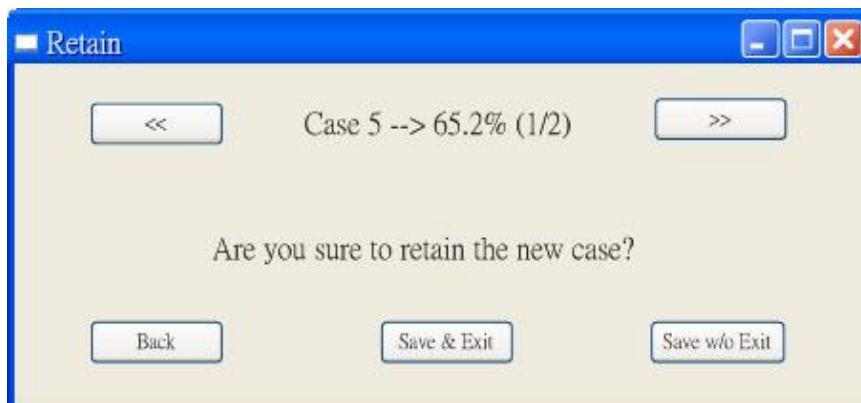 Retain
<< Case 5 --> 65.2% (1/2) >>
Are you sure to retain the new case?
Back Save & Exit Save w/o Exit